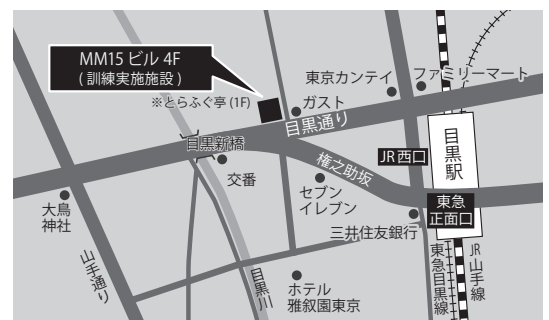 MM15 ビル 4F
( 訓練実施施設 )
※とらふぐ亭 (1F)
東京カンテイ
ファミリーマート
ガスト
目黒通り
目黒新橋
交番
権之助坂
JR 西口
目黒駅
セブン
イレブン
東急
正面口
三井住友銀行
大鳥
神社
山手通り
目黒川
ホテル
雅叙園東京
東急目黒線
JR山手線